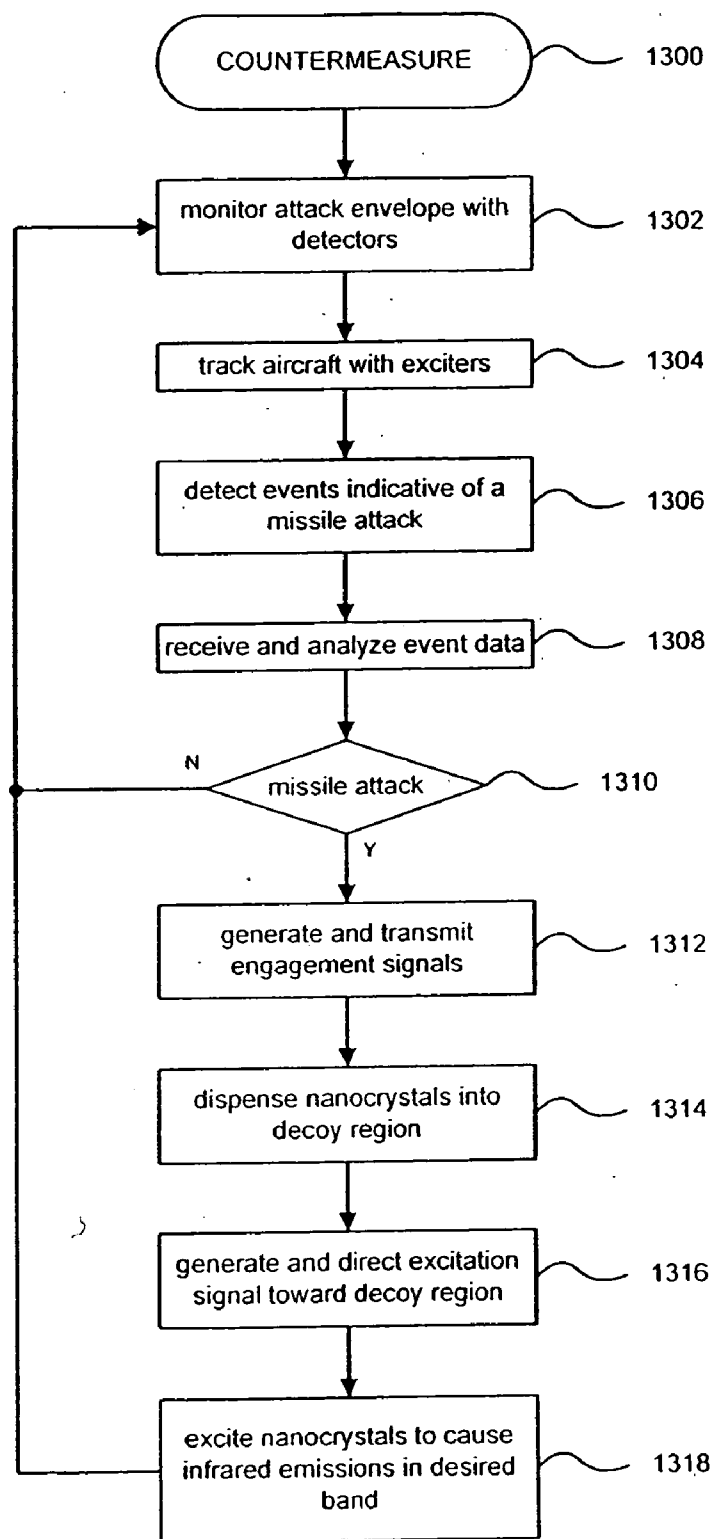 COUNTERMEASURE
1300
monitor attack envelope with
detectors
1302
track aircraft with exciters
1304
detect events indicative of a
missile attack
1306
receive and analyze event data
1308
missile attack
1310
N
Y
generate and transmit
engagement signals
1312
dispense nanocrystals into
decoy region
1314
generate and direct excitation
signal toward decoy region
1316
excite nanocrystals to cause
infrared emissions in desired
band
1318